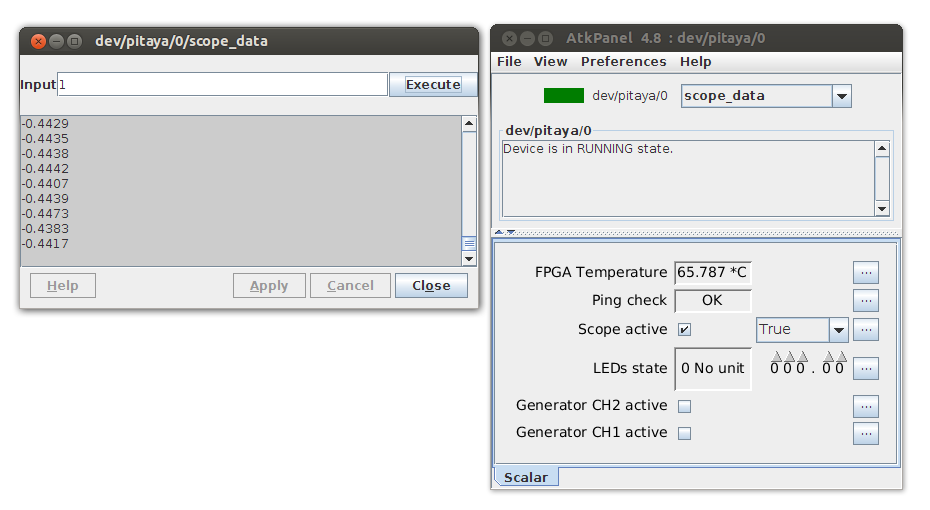 dev/pitaya/0/scope_data
Input 1 Execute
-0.4429
-0.4435
-0.4438
-0.4442
-0.4407
-0.4439
-0.4473
-0.4383
-0.4417
Help Apply Cancel Close
AtkPanel 4.8 : dev/pitaya/0
File View Preferences Help
dev/pitaya/0 scope_data
dev/pitaya/0
Device is in RUNNING state.
FPGA Temperature 65.787 *C ...
Ping check OK ...
Scope active True ...
LEDs state 0 No unit 000.00 ...
Generator CH2 active ...
Generator CH1 active ...
Scalar